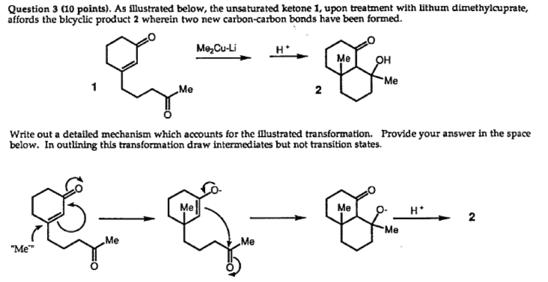 Question 3 (10 points). As illustrated below, the unsaturated ketone 1, upon treatment with lithum dimethylcuprate,
affords the bicyclic product 2 wherein two new carbon-carbon bonds have been formed.
O
Me₂Cu-Li
H⁺
O
Me
OH
Me
1
Me
O
2
Write out a detailed mechanism which accounts for the illustrated transformation. Provide your answer in the space
below. In outlining this transformation draw intermediates but not transition states.
O
O-
O
Me
Me
O-
H⁺
2
Me
"Me⁻"
Me
Me
O
O